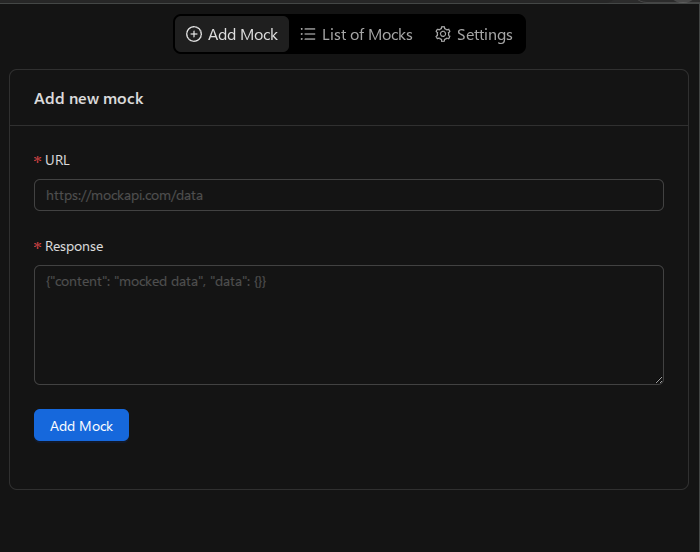 Add Mock List of Mocks Settings
Add new mock
* URL
https://mockapi.com/data
* Response
{"content": "mocked data", "data": {}}
Add Mock